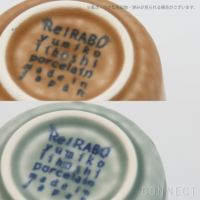 ReIRABO
yumiko
iihoshi
porcelain
made in
Japan
ReIRABO
yumiko
iihoshi
porcelain
made in
Japan
CONNECT